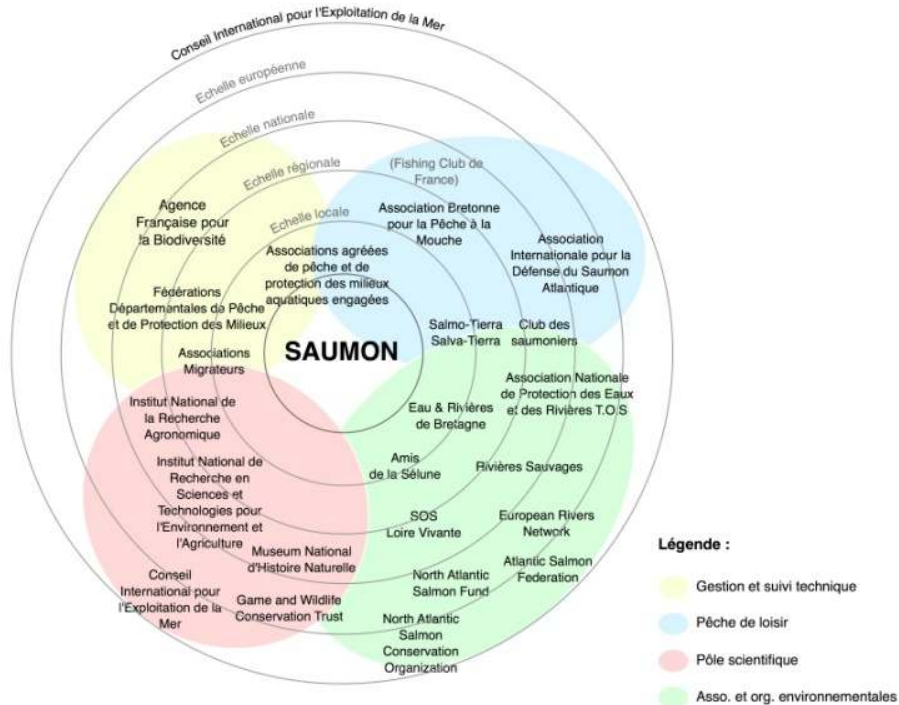 Conseil International pour l'Exploitation de la Mer
Echelle européenne
Echelle nationale
Echelle régionale
Echelle locale
(Fishing Club de
France)
Agence
Française pour
la Biodiversité
Association Bretonne
pour la Pêche à la
Mouche
Association
Internationale pour la
Défense du Saumon
Atlantique
Associations agréées
de pêche et de
protection des milieux
aquatiques engagées
Fédérations
Départementales de Pêche
et de Protection des Milieux
SAUMON
Salmo-Tierra
Salva-Tierra
Club des
saumoniers
Associations
Migrateurs
Association Nationale
de Protection des Eaux
et des Rivières T.O.S
Institut National de
la Recherche
Agronomique
Eau & Rivières
de Bretagne
Amis
de la Sélune
Rivières Sauvages
Institut National de
Recherche en
Sciences et
Technologies pour
l'Environnement et
l'Agriculture
SOS
Loire Vivante
European Rivers
Network
Museum National
d'Histoire Naturelle
Atlantic Salmon
Federation
Conseil
International pour
l'Exploitation de la
Mer
Game and Wildlife
Conservation Trust
North Atlantic
Salmon Fund
North Atlantic
Salmon
Conservation
Organization
Légende :
Gestion et suivi technique
Pêche de loisir
Pôle scientifique
Asso. et org. environnementales